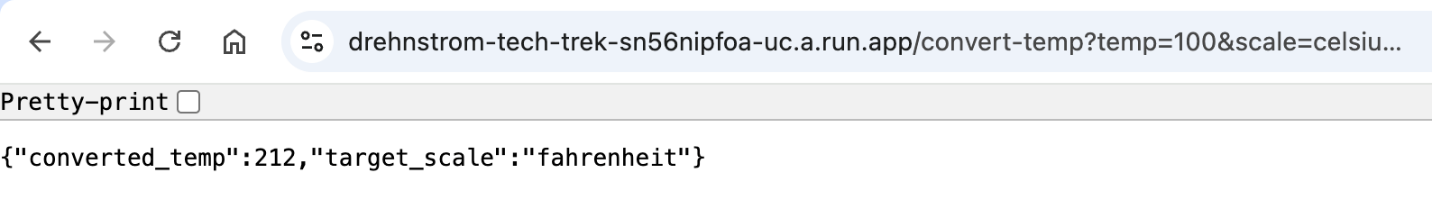 drehnstrom-tech-trek-sn56nipfoa-uc.a.run.app/convert-temp?temp=100&scale=celsiu...
Pretty-print
{"converted_temp":212,"target_scale":"fahrenheit"}